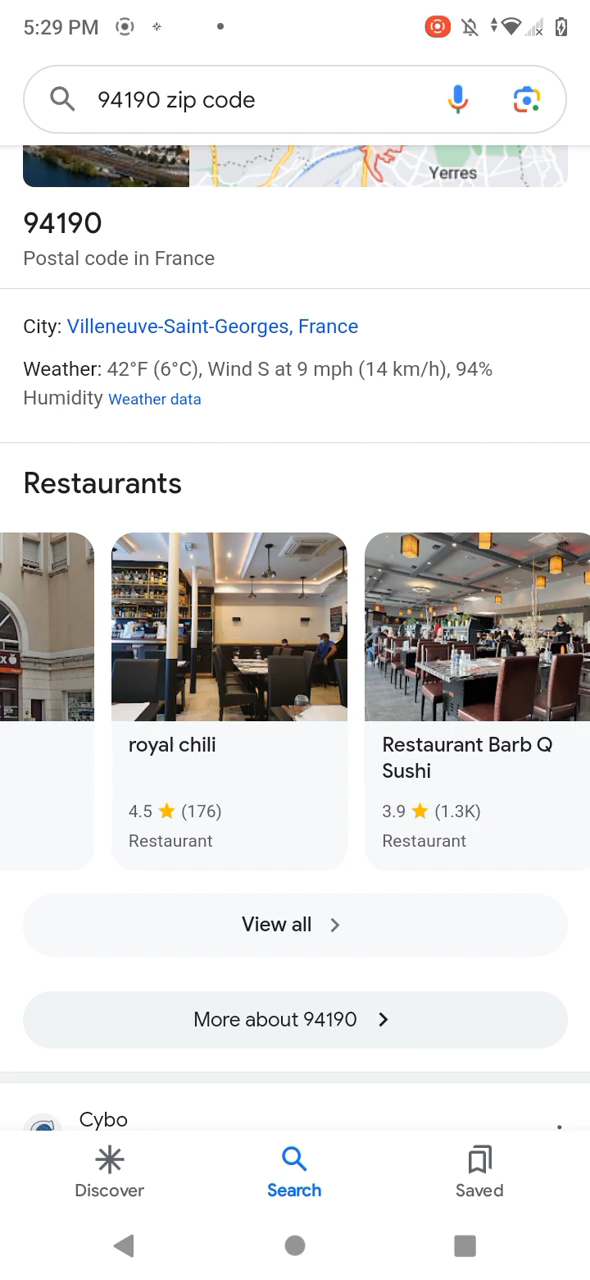 5:29 PM
94190 zip code
Yerres
94190
Postal code in France
City: Villeneuve-Saint-Georges, France
Weather: 42°F (6°C), Wind S at 9 mph (14 km/h), 94%
Humidity Weather data
Restaurants
royal chili
4.5 (176)
Restaurant
Restaurant Barb Q
Sushi
3.9 (1.3K)
Restaurant
View all
More about 94190
Cybo
Discover
Search
Saved